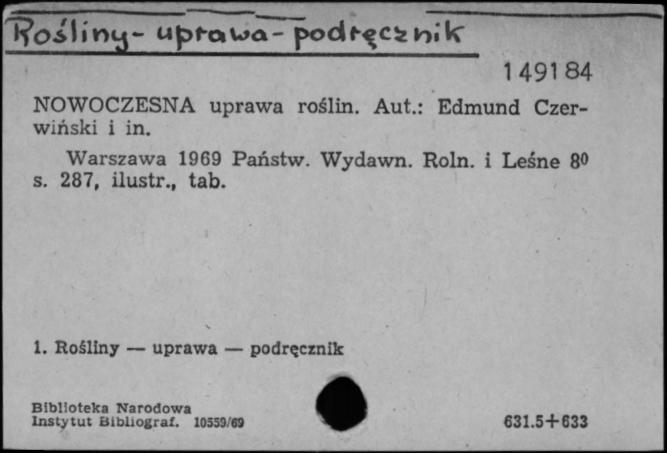 Rośliny - uprawa - podręcznik
149184
NOWOCZESNA uprawa roślin. Aut.: Edmund Czer-
wiński i in.
Warszawa 1969 Państw. Wydawn. Roln. i Leśne 8⁰
s. 287, ilustr., tab.
1. Rośliny — uprawa — podręcznik
Biblioteka Narodowa
Instytut Bibliograf. 10559/69
631.5+633